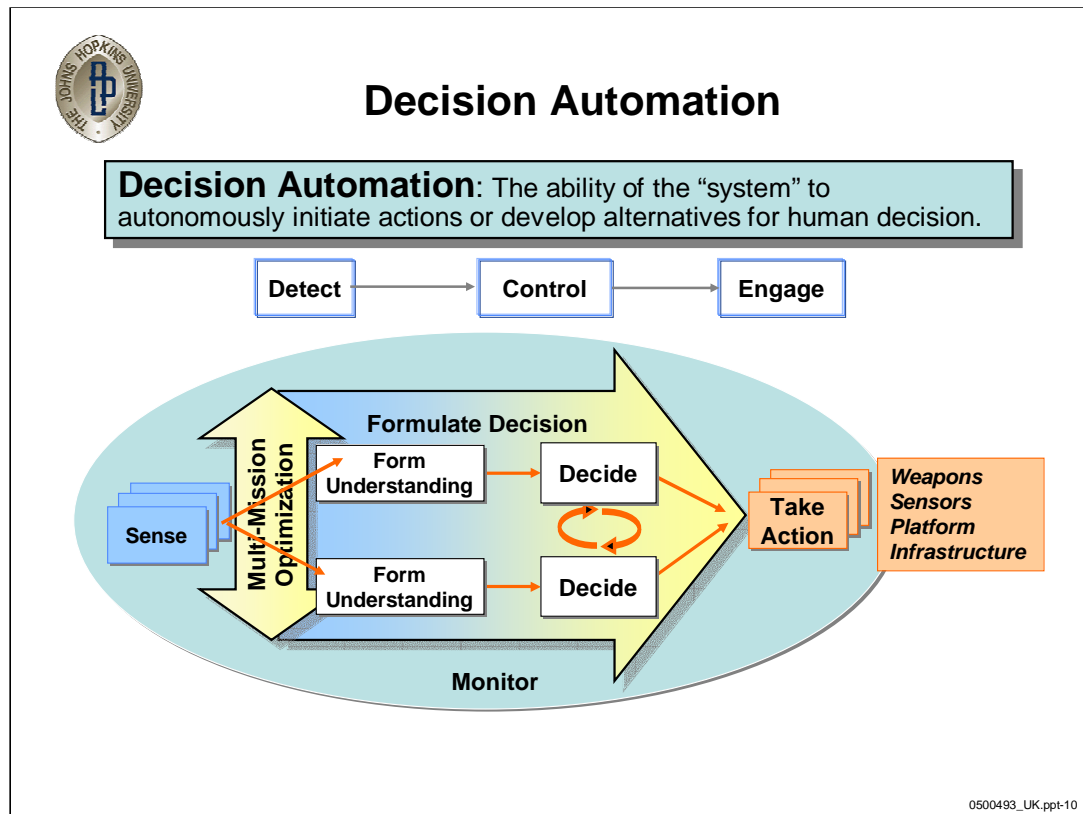 THE JOHNS HOPKINS UNIVERSITY
APL
Decision Automation
Decision Automation: The ability of the “system” to
autonomously initiate actions or develop alternatives for human decision.
Detect
Control
Engage
Formulate Decision
Multi-Mission
Optimization
Sense
Form
Understanding
Decide
Form
Understanding
Decide
Take
Action
Weapons
Sensors
Platform
Infrastructure
Monitor
0500493_UK.ppt-10